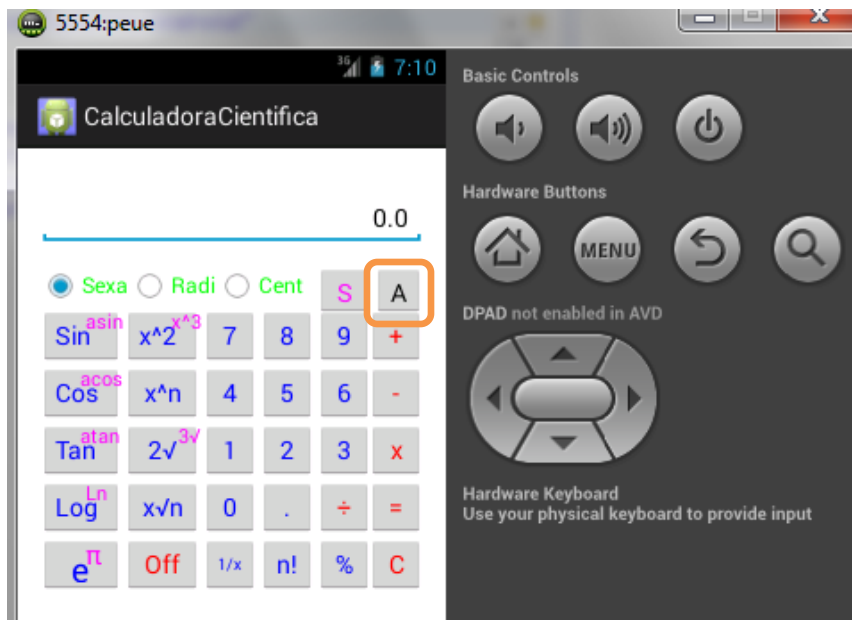 5554:peue
3G 7:10
CalculadoraCientifica
0.0
Sexa Radi Cent S A
Sin asin x^2 x^3 7 8 9 +
Cos acos x^n 4 5 6 -
Tan atan 2√ 3√ 1 2 3 x
Log Ln x√n 0 . ÷ =
e π Off 1/x n! % C
Basic Controls
Hardware Buttons
MENU
DPAD not enabled in AVD
Hardware Keyboard
Use your physical keyboard to provide input